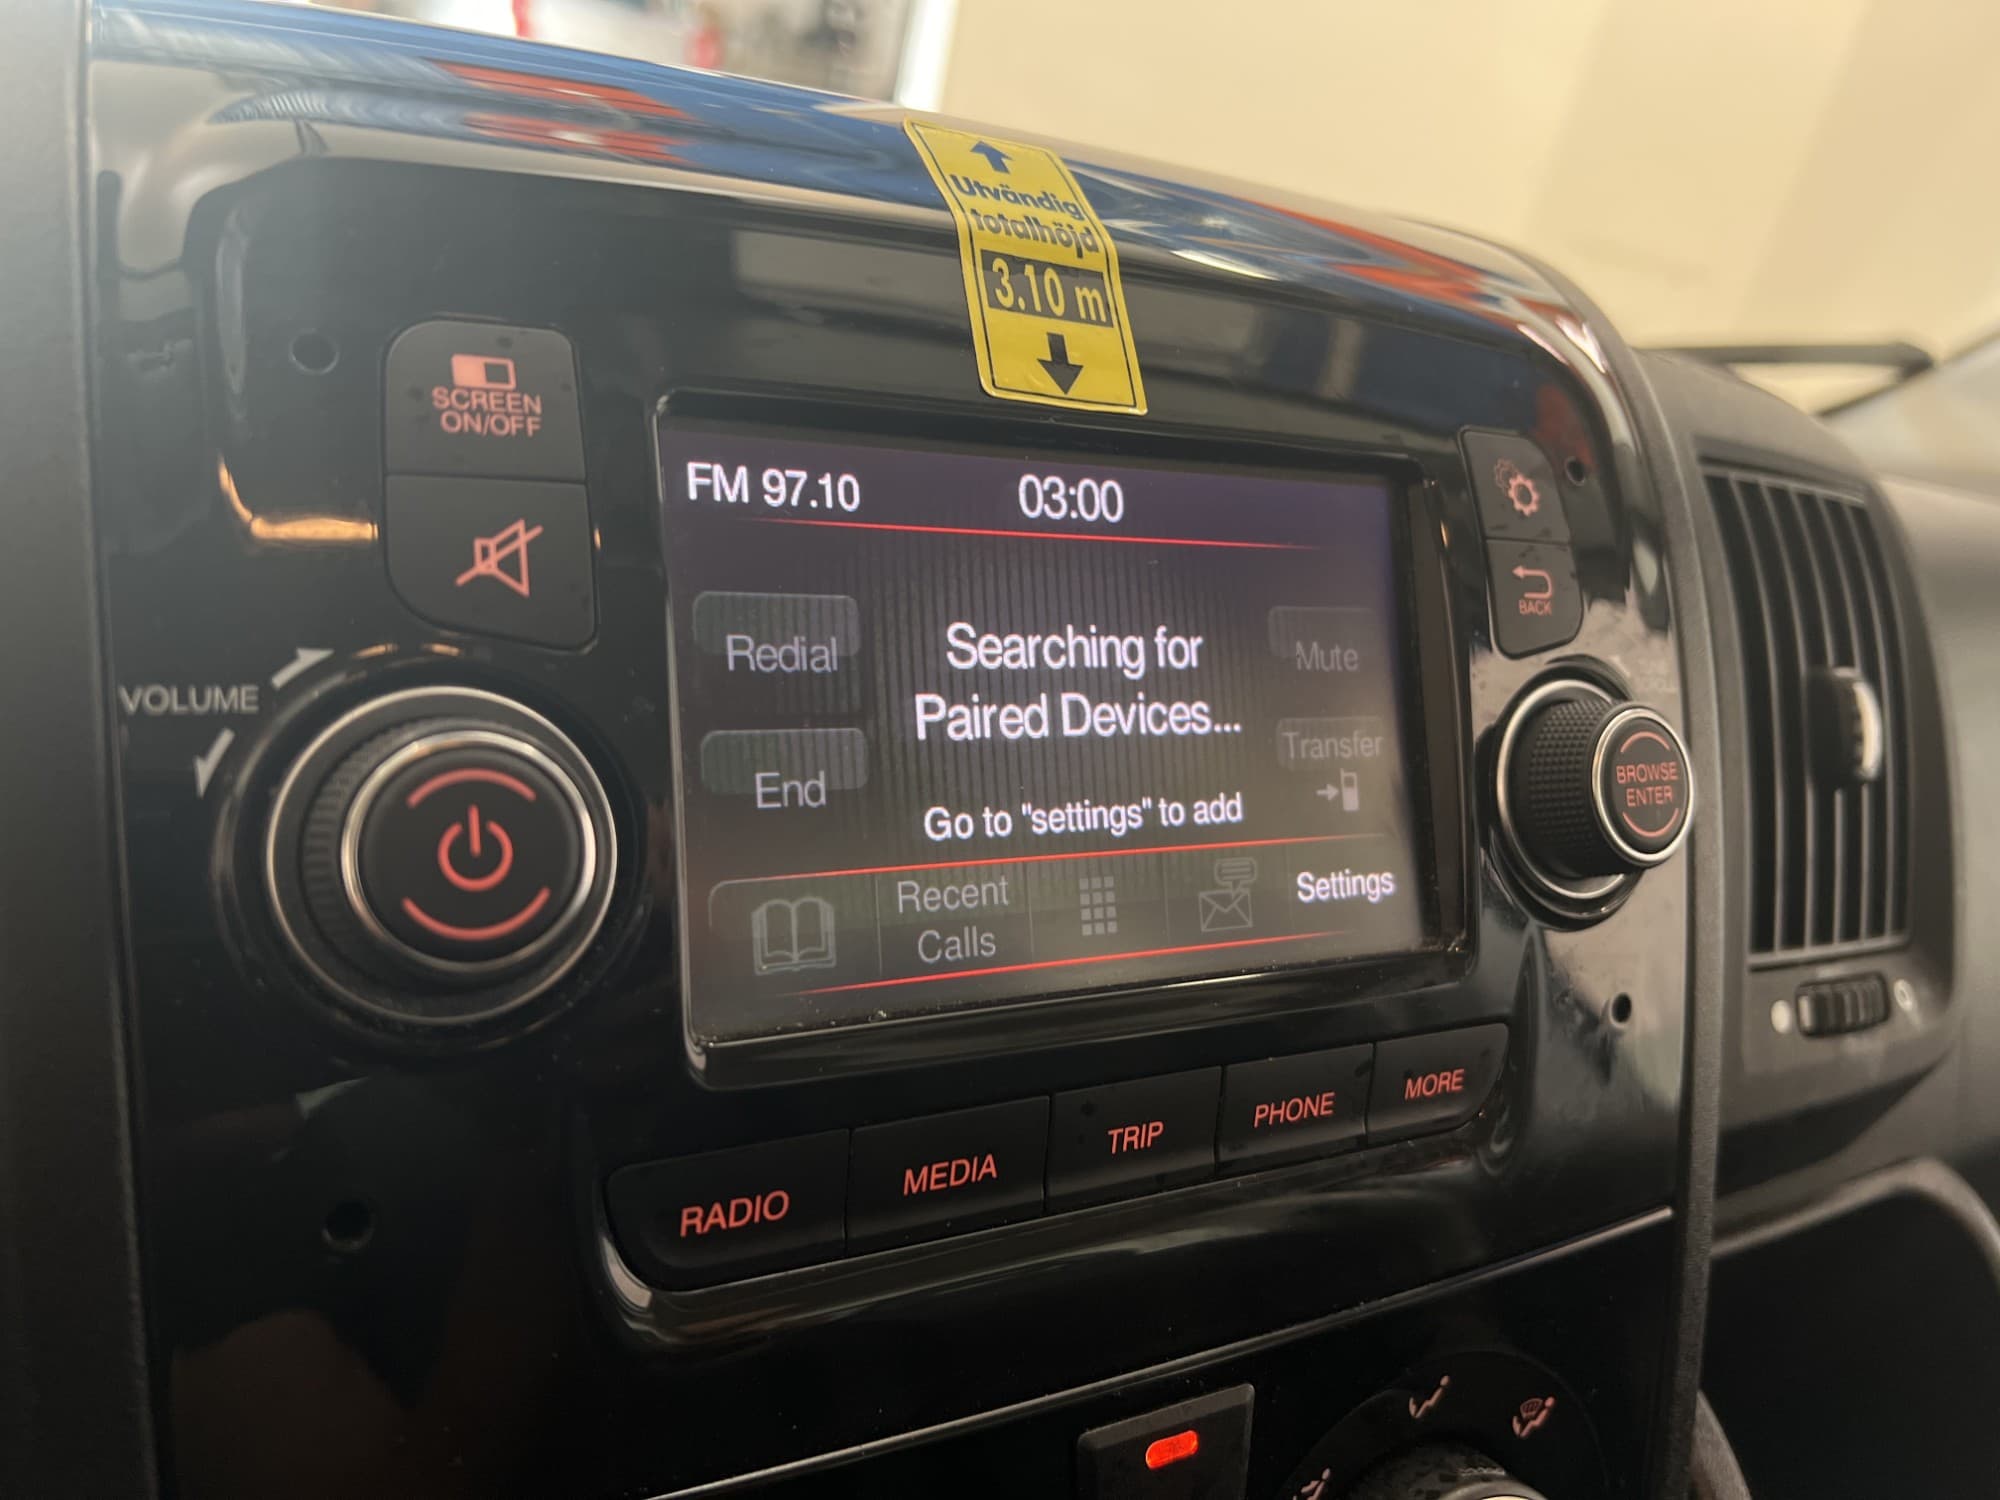 Utvändig
totalhöjd
3.10 m
SCREEN
ON/OFF
FM 97.10
03:00
BACK
VOLUME
Redial
Searching for
Paired Devices...
Mute
Transfer
End
BROWSE
ENTER
Go to "settings" to add
Recent
Calls
Settings
RADIO
MEDIA
TRIP
PHONE
MORE